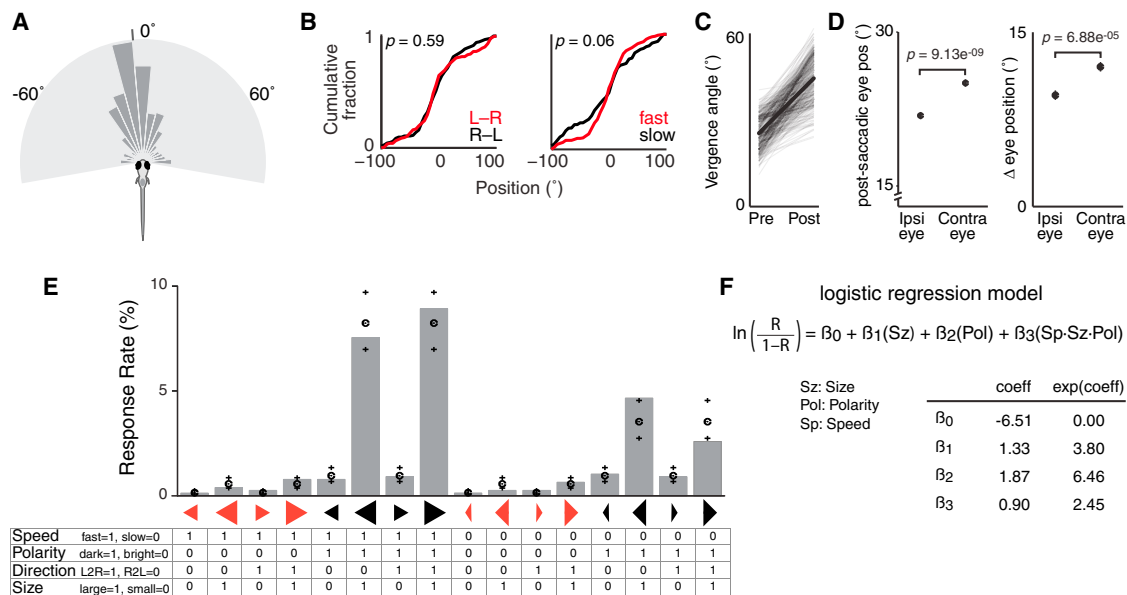 A
0°
-60°
60°
B
Cumulative fraction
1
0
p = 0.59
L–R
R–L
−100 0 100
p = 0.06
fast
slow
−100 0 100
Position (°)
C
Vergence angle (°)
60
0
Pre Post
D
post-saccadic eye pos (°)
30
15
p = 9.13e-09
Ipsi eye
Contra eye
Δ eye position (°)
15
0
p = 6.88e-05
Ipsi eye
Contra eye
E
Response Rate (%)
10
5
0
Speed fast=1, slow=0 1 1 1 1 1 1 1 1 0 0 0 0 0 0 0 0
Polarity dark=1, bright=0 0 0 0 0 1 1 1 1 0 0 0 0 1 1 1 1
Direction L2R=1, R2L=0 0 0 1 1 0 0 1 1 0 0 1 1 0 0 1 1
Size large=1, small=0 0 1 0 1 0 1 0 1 0 1 0 1 0 1 0 1
F
logistic regression model
ln(R/1–R) = ß0 + ß1(Sz) + ß2(Pol) + ß3(Sp·Sz·Pol)
Sz: Size
Pol: Polarity
Sp: Speed
coeff exp(coeff)
ß0 -6.51 0.00
ß1 1.33 3.80
ß2 1.87 6.46
ß3 0.90 2.45